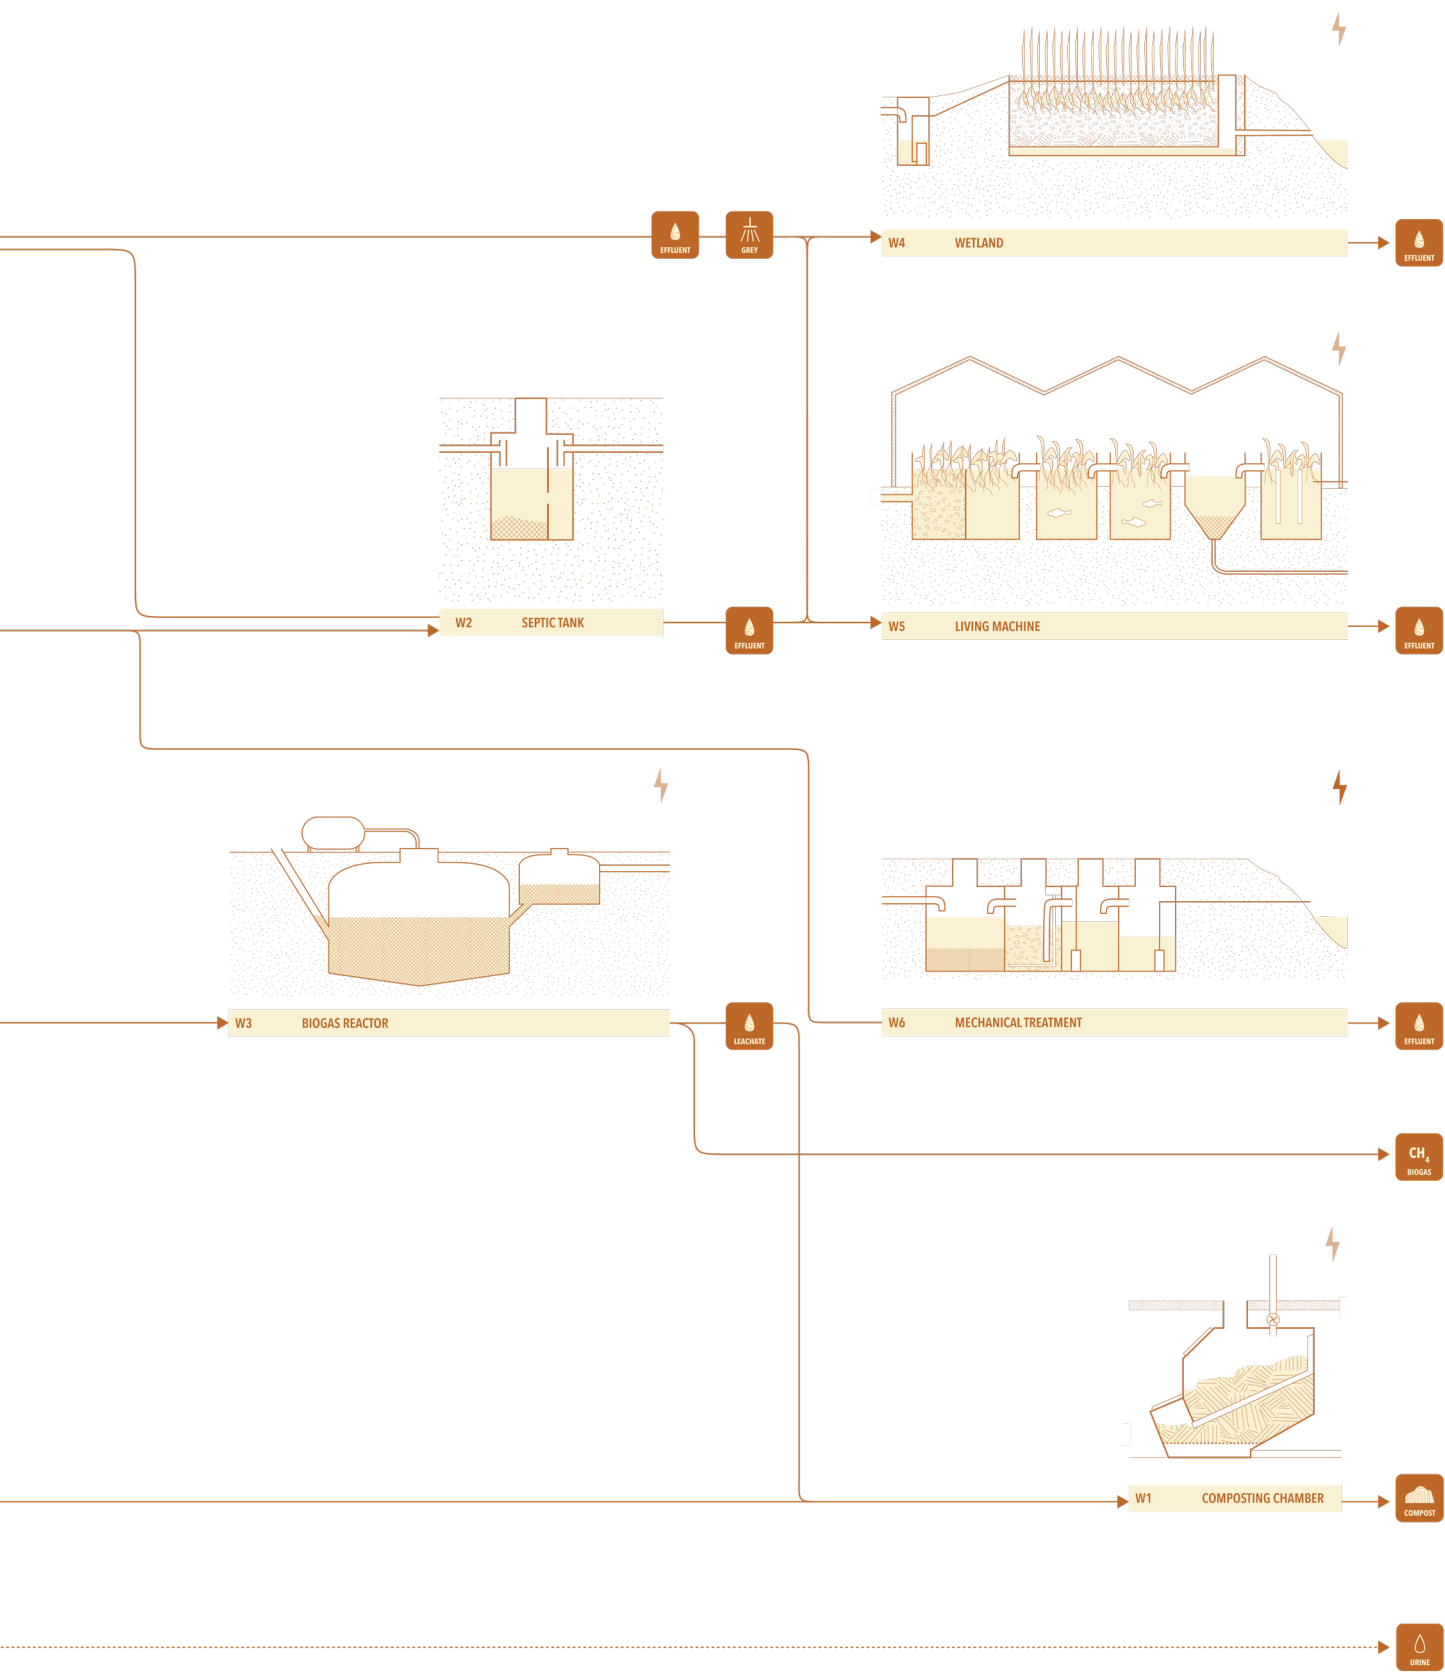 EFFLUENT
GREY
W4 WETLAND
EFFLUENT
W2 SEPTIC TANK
EFFLUENT
W5 LIVING MACHINE
EFFLUENT
W3 BIOGAS REACTOR
LEACHATE
W6 MECHANICAL TREATMENT
EFFLUENT
CH4
BIOGAS
W1 COMPOSTING CHAMBER
COMPOST
URINE